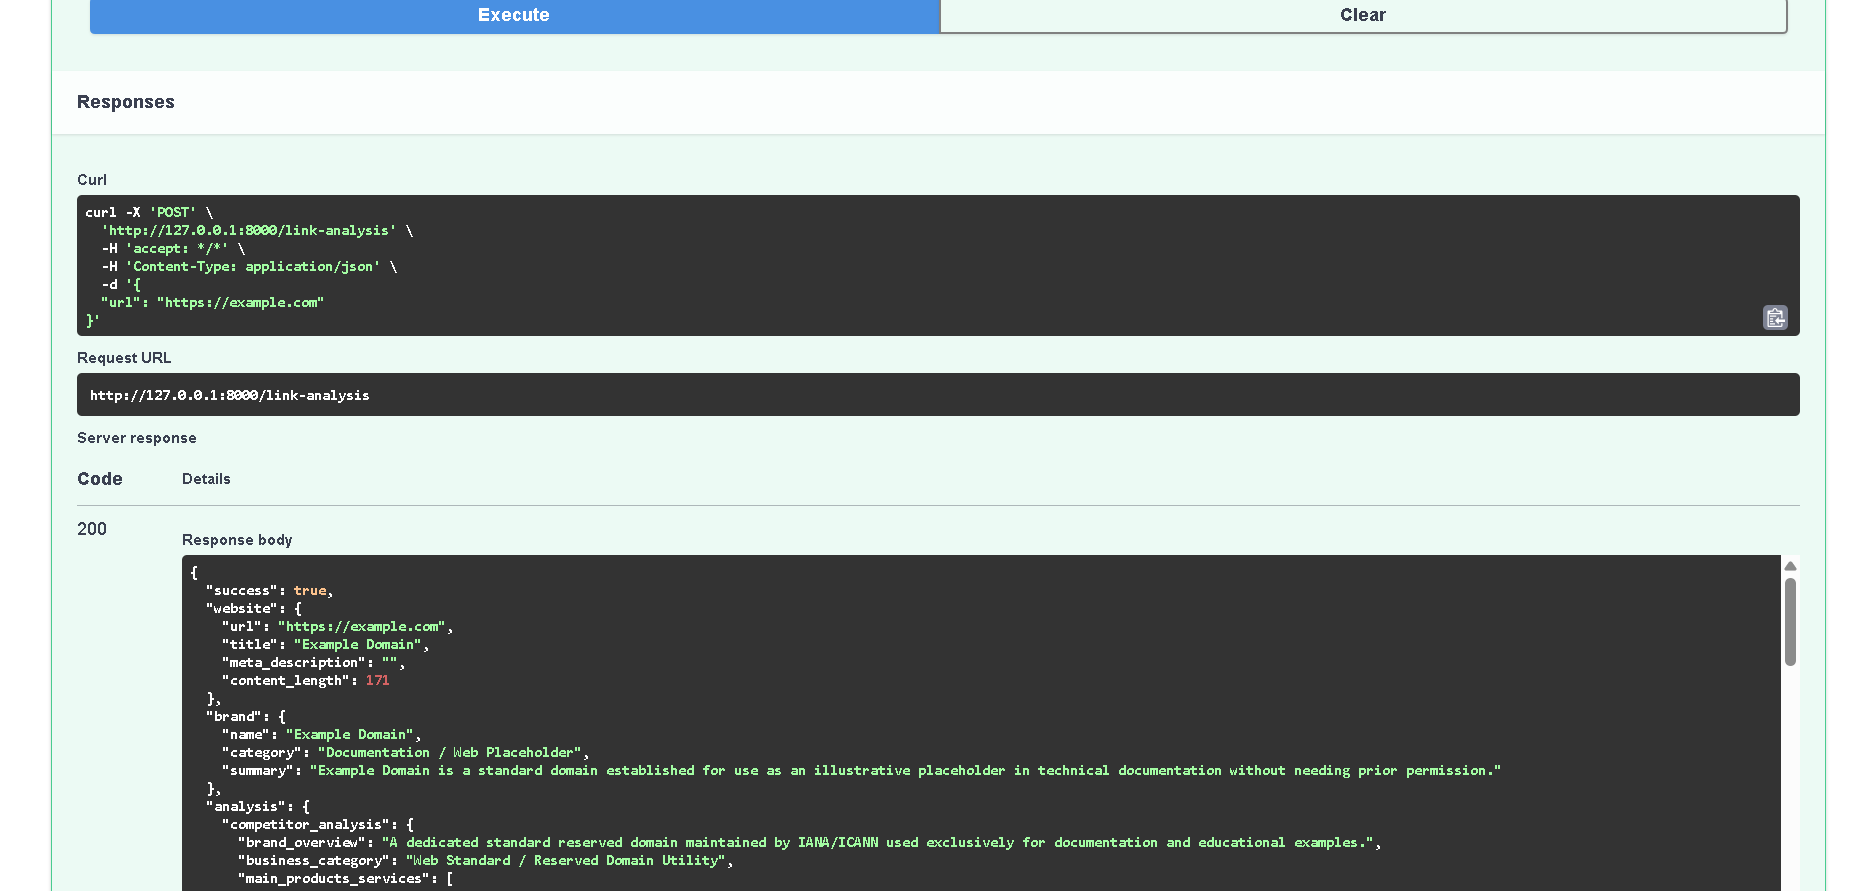 Execute
Clear
Responses
Curl
curl -X 'POST' \
'http://127.0.0.1:8000/link-analysis' \
-H 'accept: */*' \
-H 'Content-Type: application/json' \
-d '{
"url": "https://example.com"
}'
Request URL
http://127.0.0.1:8000/link-analysis
Server response
Code
Details
200
Response body
{
"success": true,
"website": {
"url": "https://example.com",
"title": "Example Domain",
"meta_description": "",
"content_length": 171
},
"brand": {
"name": "Example Domain",
"category": "Documentation / Web Placeholder",
"summary": "Example Domain is a standard domain established for use as an illustrative placeholder in technical documentation without needing prior permission."
},
"analysis": {
"competitor_analysis": {
"brand_overview": "A dedicated standard reserved domain maintained by IANA/ICANN used exclusively for documentation and educational examples.",
"business_category": "Web Standard / Reserved Domain Utility",
"main_products_services": [